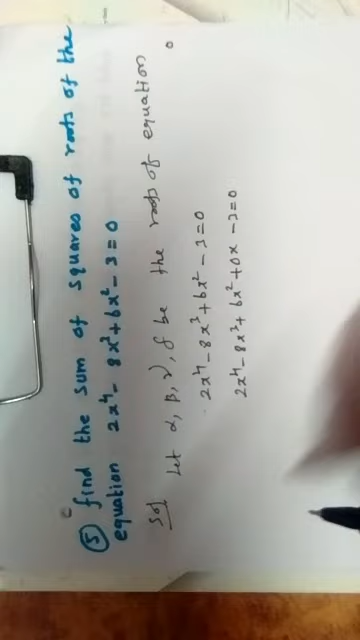 ⑤ find the sum of squares of roots of the
equation 2x⁴- 8x³+6x²-3=0
Sol Let α, β, γ, δ be the roots of equation
2x⁴-8x³+6x²-3=0
2x⁴-8x³+6x²+0x-3=0